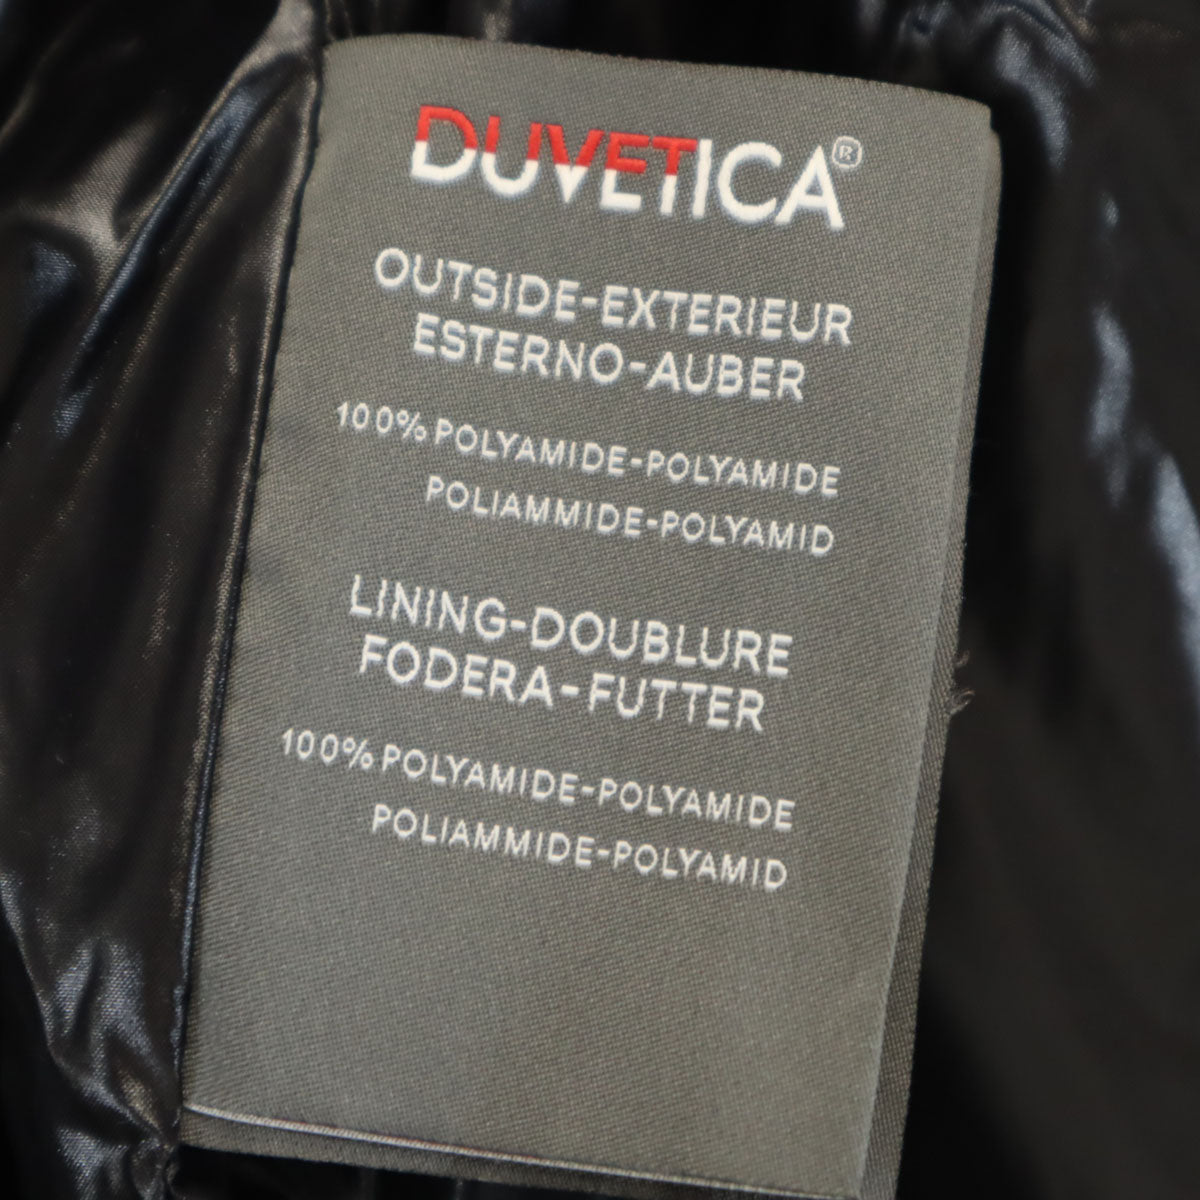 DUVETICA®
OUTSIDE-EXTERIEUR
ESTERNO-AUBER
100% POLYAMIDE-POLYAMIDE
POLIAMMIDE-POLYAMID
LINING-DOUBLURE
FODERA-FUTTER
100% POLYAMIDE-POLYAMIDE
POLIAMMIDE-POLYAMID